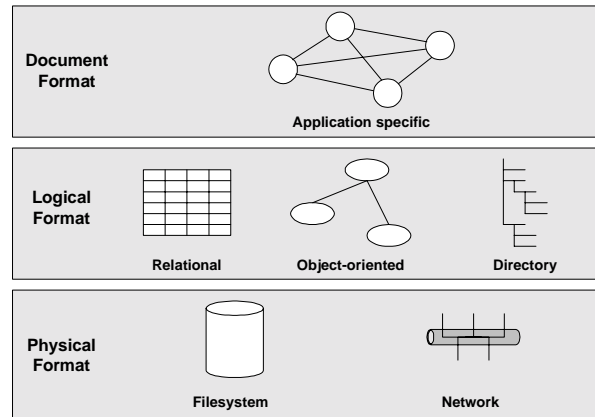 Document
Format
Application specific
Logical
Format
Relational
Object-oriented
Directory
Physical
Format
Filesystem
Network